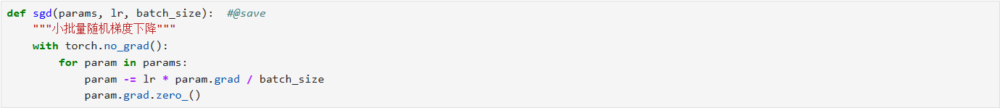 def sgd(params, lr, batch_size):  #@save
    """小批量随机梯度下降"""
    with torch.no_grad():
        for param in params:
            param -= lr * param.grad / batch_size
            param.grad.zero_()